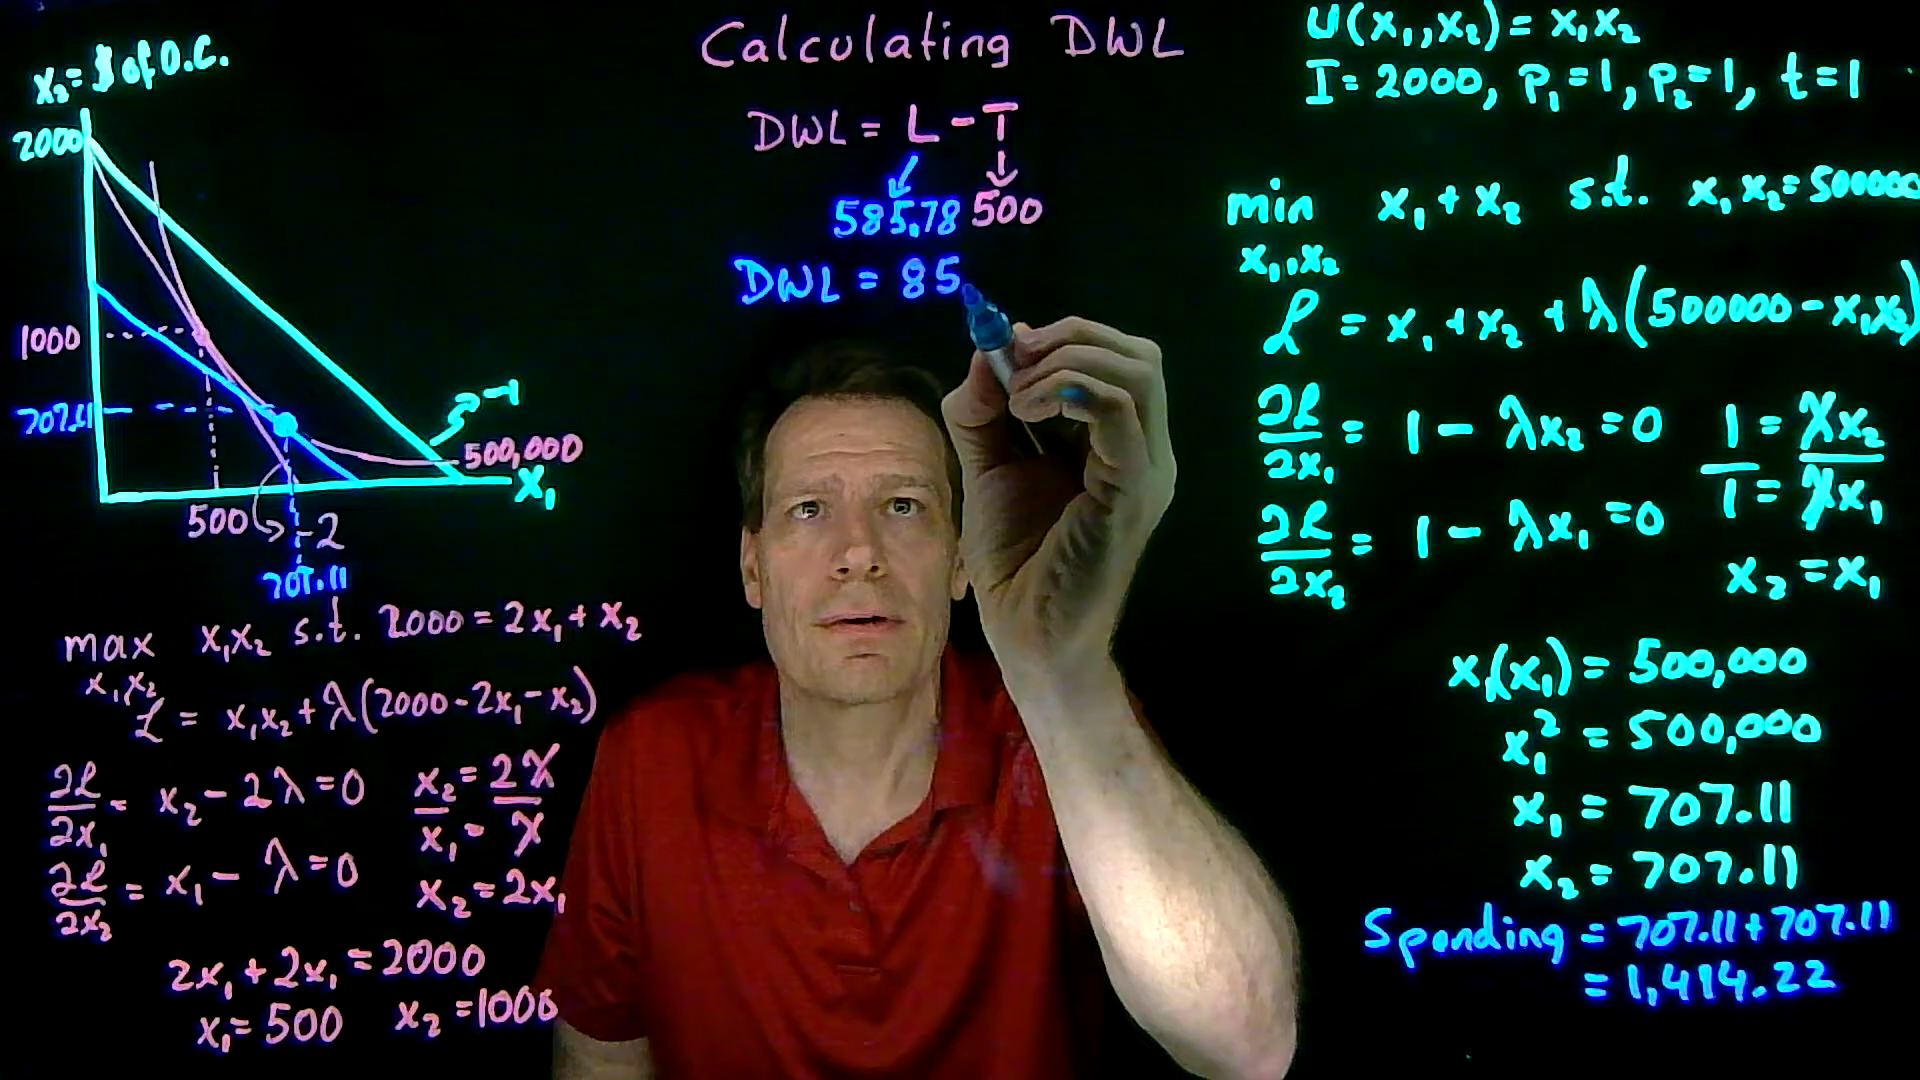 Calculating DWL
DWL = L - T
585.78 500
DWL = 85
x₂ = $ of O.C.
2000
1000
707.11
500
-2
707.11
-1
500,000
x₁
max x₁x₂ s.t. 2000 = 2x₁ + x₂
x₁,x₂
ℒ = x₁x₂ + λ(2000 - 2x₁ - x₂)
∂ℒ/∂x₁ = x₂ - 2λ = 0
∂ℒ/∂x₂ = x₁ - λ = 0
x₂/x₁ = 2λ/λ
x₂ = 2x₁
2x₁ + 2x₁ = 2000
x₁ = 500 x₂ = 1000
U(x₁,x₂) = x₁x₂
I = 2000, P₁ = 1, P₂ = 1, t = 1
min x₁ + x₂ s.t. x₁x₂ = 500000
x₁,x₂
ℒ = x₁ + x₂ + λ(500000 - x₁x₂)
∂ℒ/∂x₁ = 1 - λx₂ = 0
∂ℒ/∂x₂ = 1 - λx₁ = 0
1/1 = λx₂/λx₁
x₂ = x₁
x₁(x₁) = 500,000
x₁² = 500,000
x₁ = 707.11
x₂ = 707.11
Spending = 707.11 + 707.11
= 1,414.22